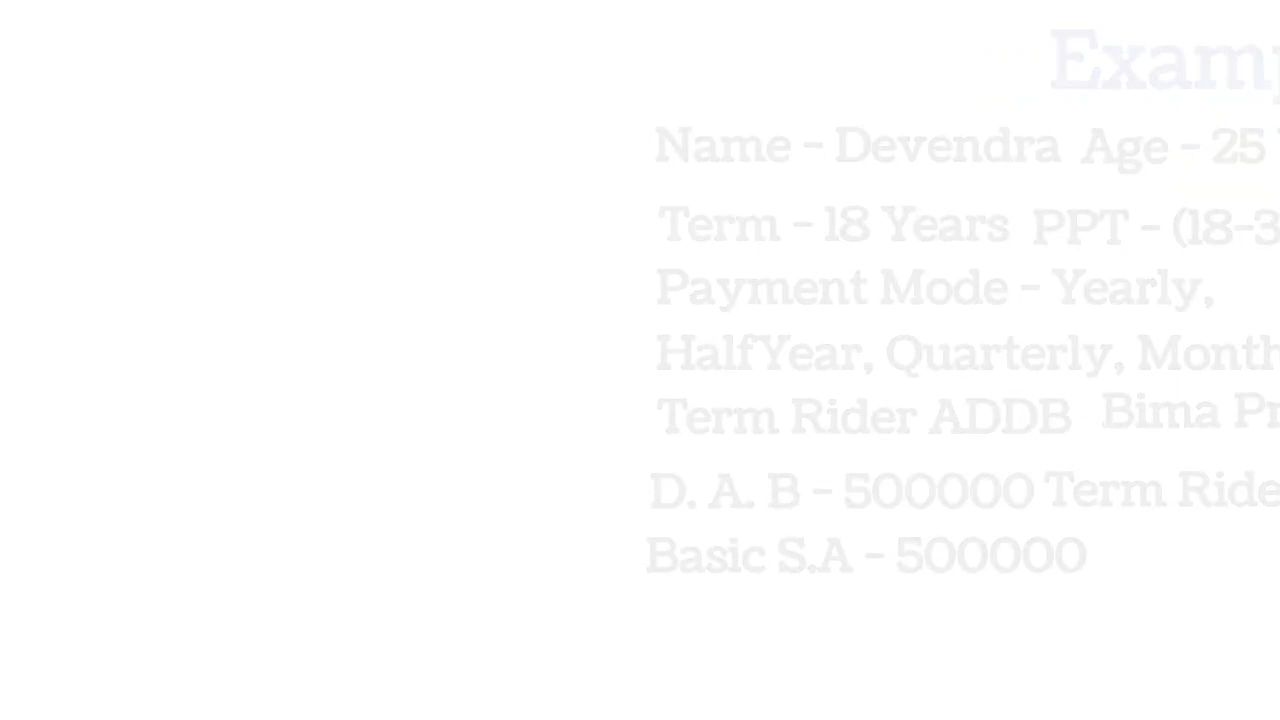 Examp
Name - Devendra Age - 25
Term - 18 Years PPT - (18-3
Payment Mode - Yearly,
HalfYear, Quarterly, Month
Term Rider ADDB Bima Pr
D. A. B - 500000 Term Ride
Basic S.A - 500000